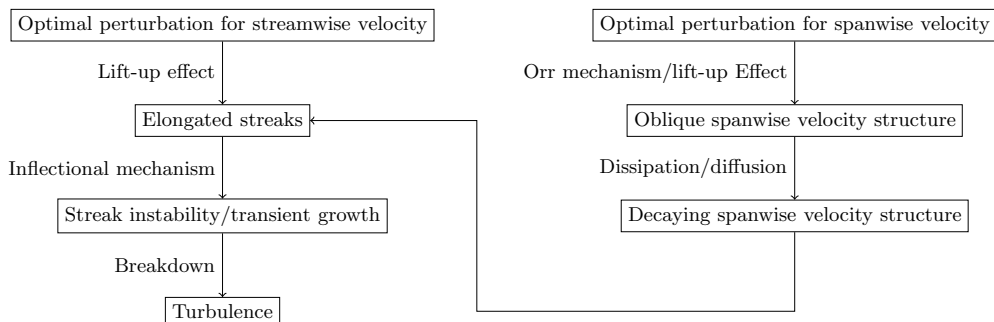 Optimal perturbation for streamwise velocity
Optimal perturbation for spanwise velocity
Lift-up effect
Orr mechanism/lift-up Effect
Elongated streaks
Oblique spanwise velocity structure
Inflectional mechanism
Dissipation/diffusion
Streak instability/transient growth
Decaying spanwise velocity structure
Breakdown
Turbulence